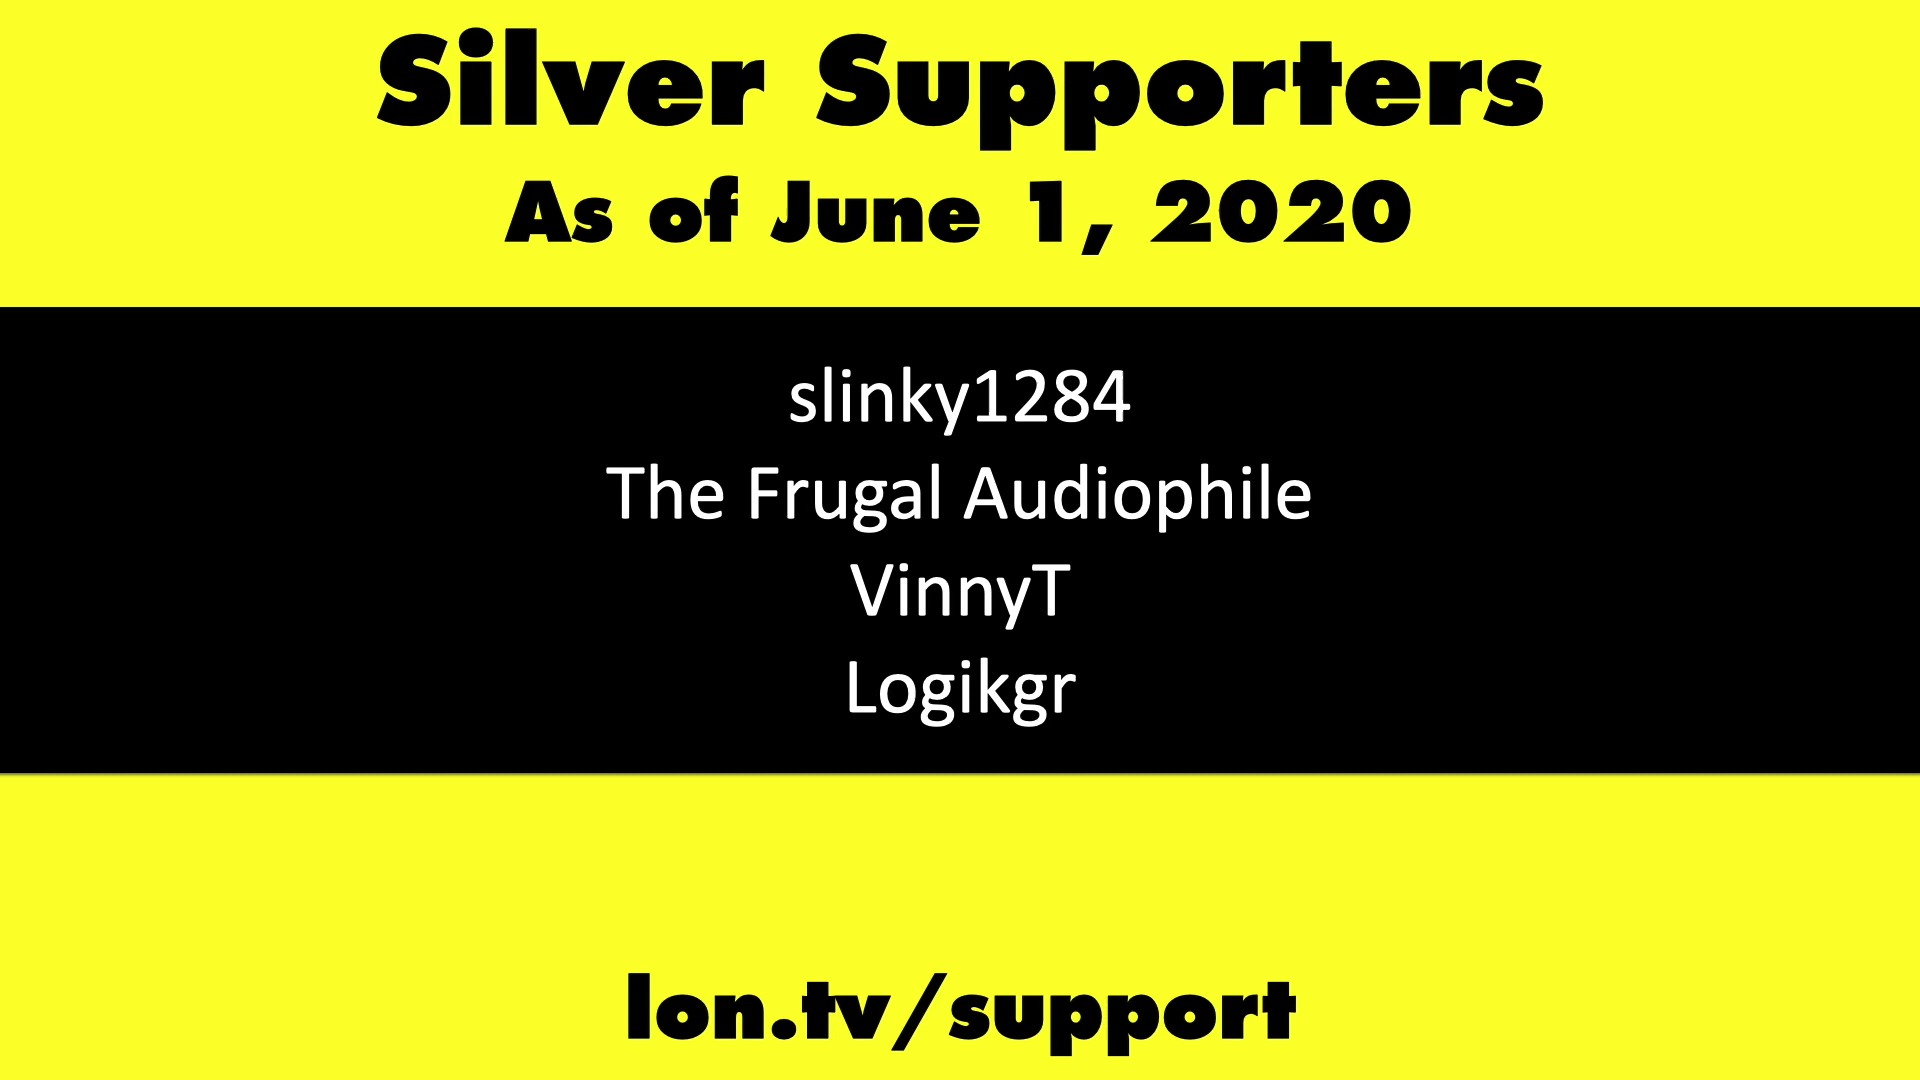 Silver Supporters
As of June 1, 2020
slinky1284
The Frugal Audiophile
VinnyT
Logikgr
lon.tv/support